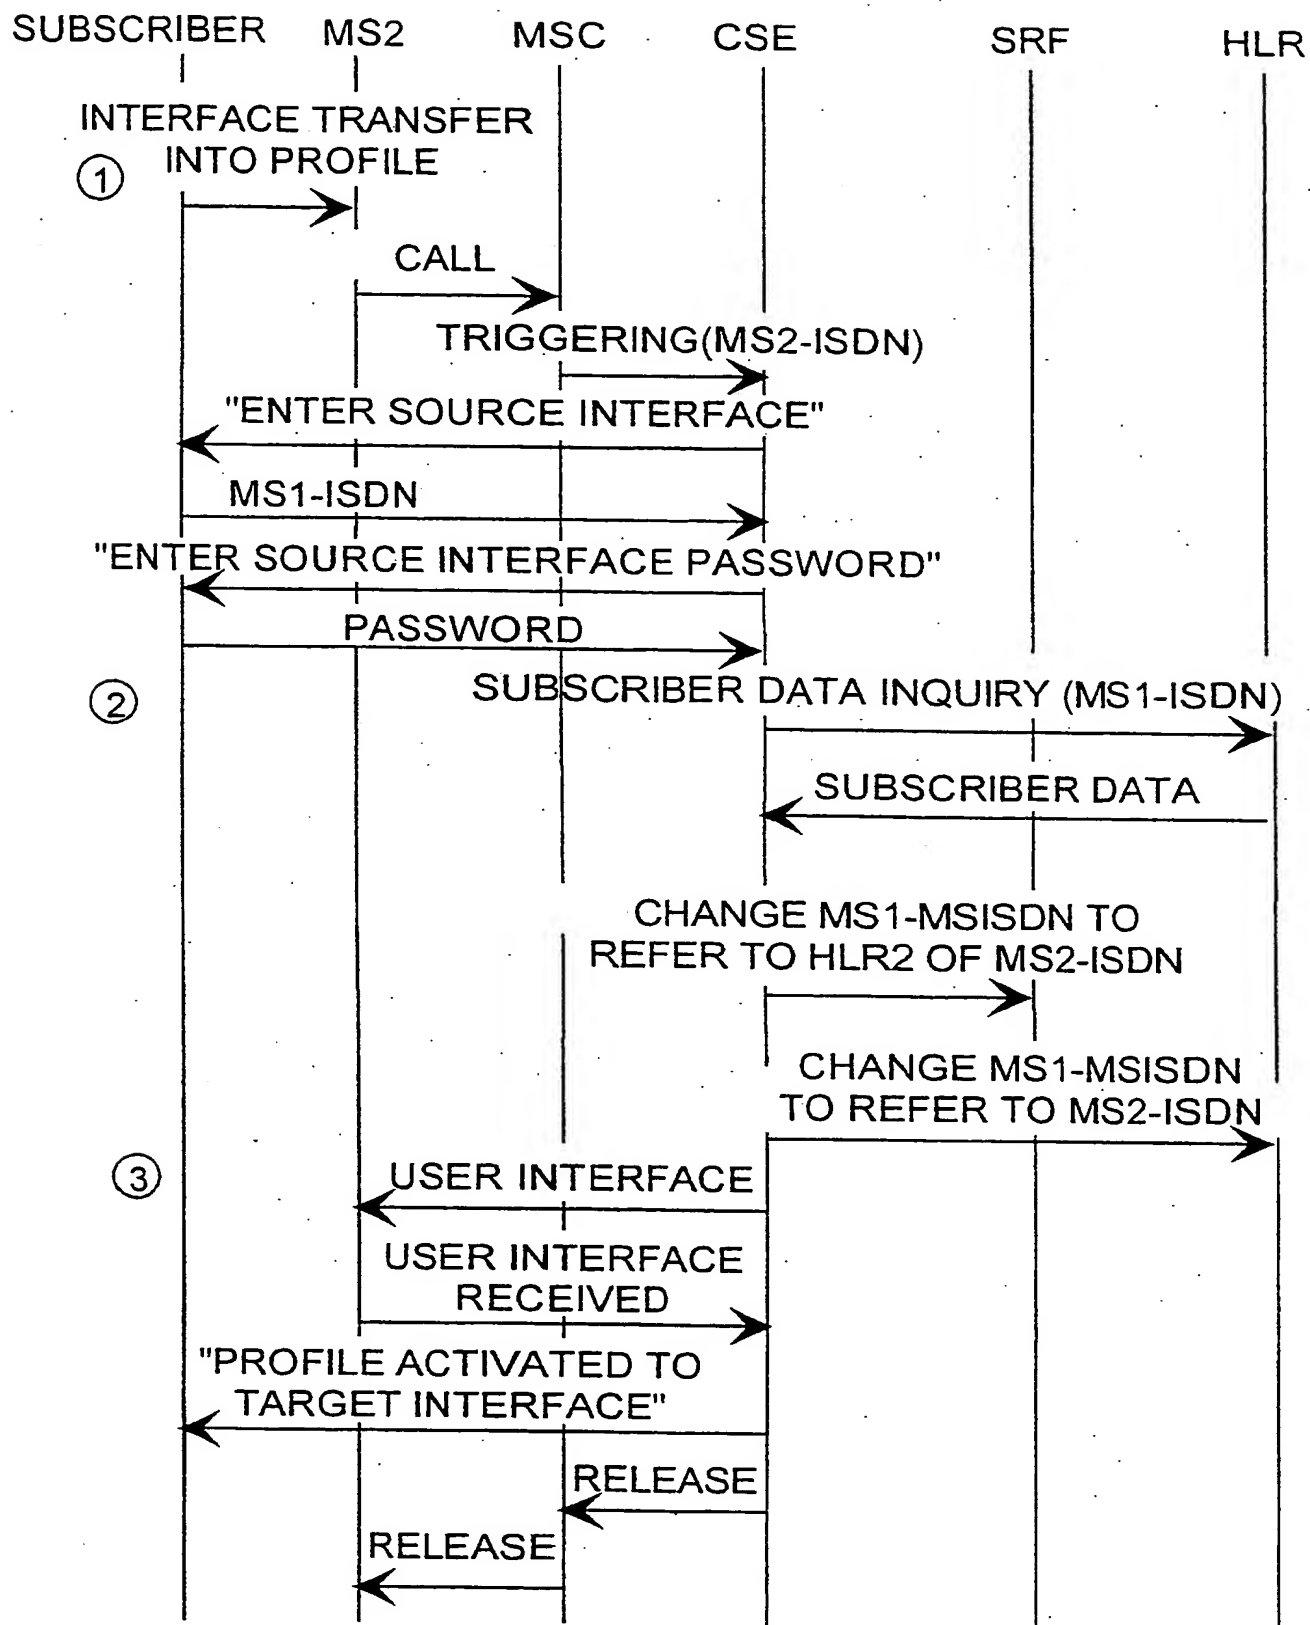 SUBSCRIBER MS2 MSC CSE SRF HLR
INTERFACE TRANSFER
INTO PROFILE
1
CALL
TRIGGERING(MS2-ISDN)
"ENTER SOURCE INTERFACE"
MS1-ISDN
"ENTER SOURCE INTERFACE PASSWORD"
PASSWORD
2
SUBSCRIBER DATA INQUIRY (MS1-ISDN)
SUBSCRIBER DATA
CHANGE MS1-MSISDN TO
REFER TO HLR2 OF MS2-ISDN
CHANGE MS1-MSISDN
TO REFER TO MS2-ISDN
3
USER INTERFACE
USER INTERFACE
RECEIVED
"PROFILE ACTIVATED TO
TARGET INTERFACE"
RELEASE
RELEASE